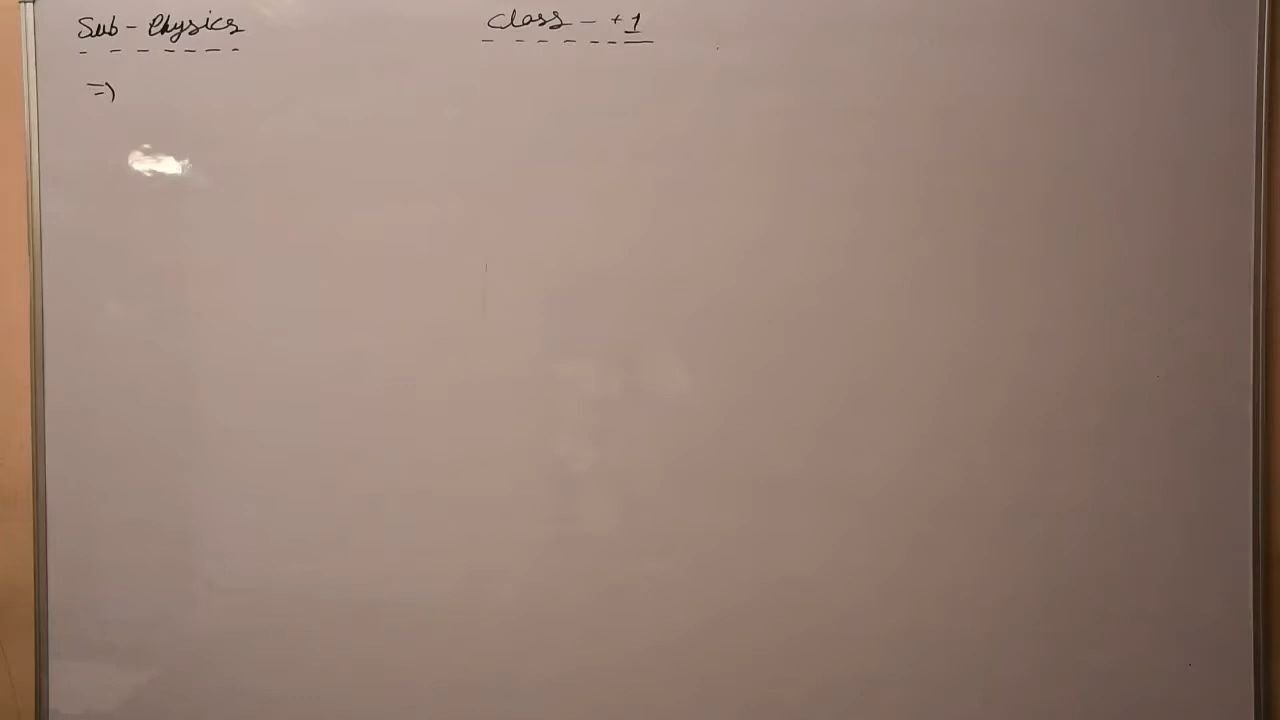 Sub - Physics Class - +1
=>